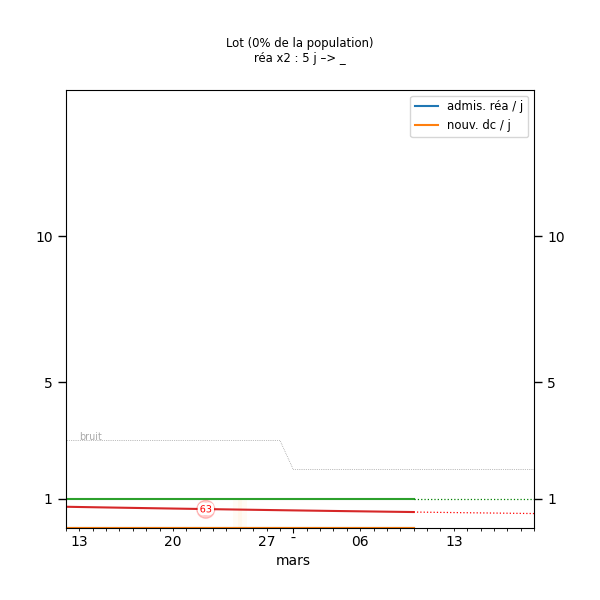 Lot (0% de la population)
réa x2 : 5 j –> _
admis. réa / j
nouv. dc / j
10 10
5 5
bruit
1 1
63
13 20 27 - 06 13
mars